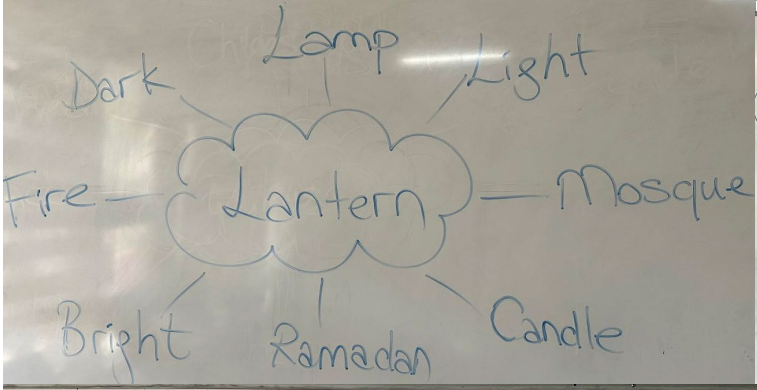 Lamp
Dark
Light
Fire
Lantern
Mosque
Bright
Ramadan
Candle